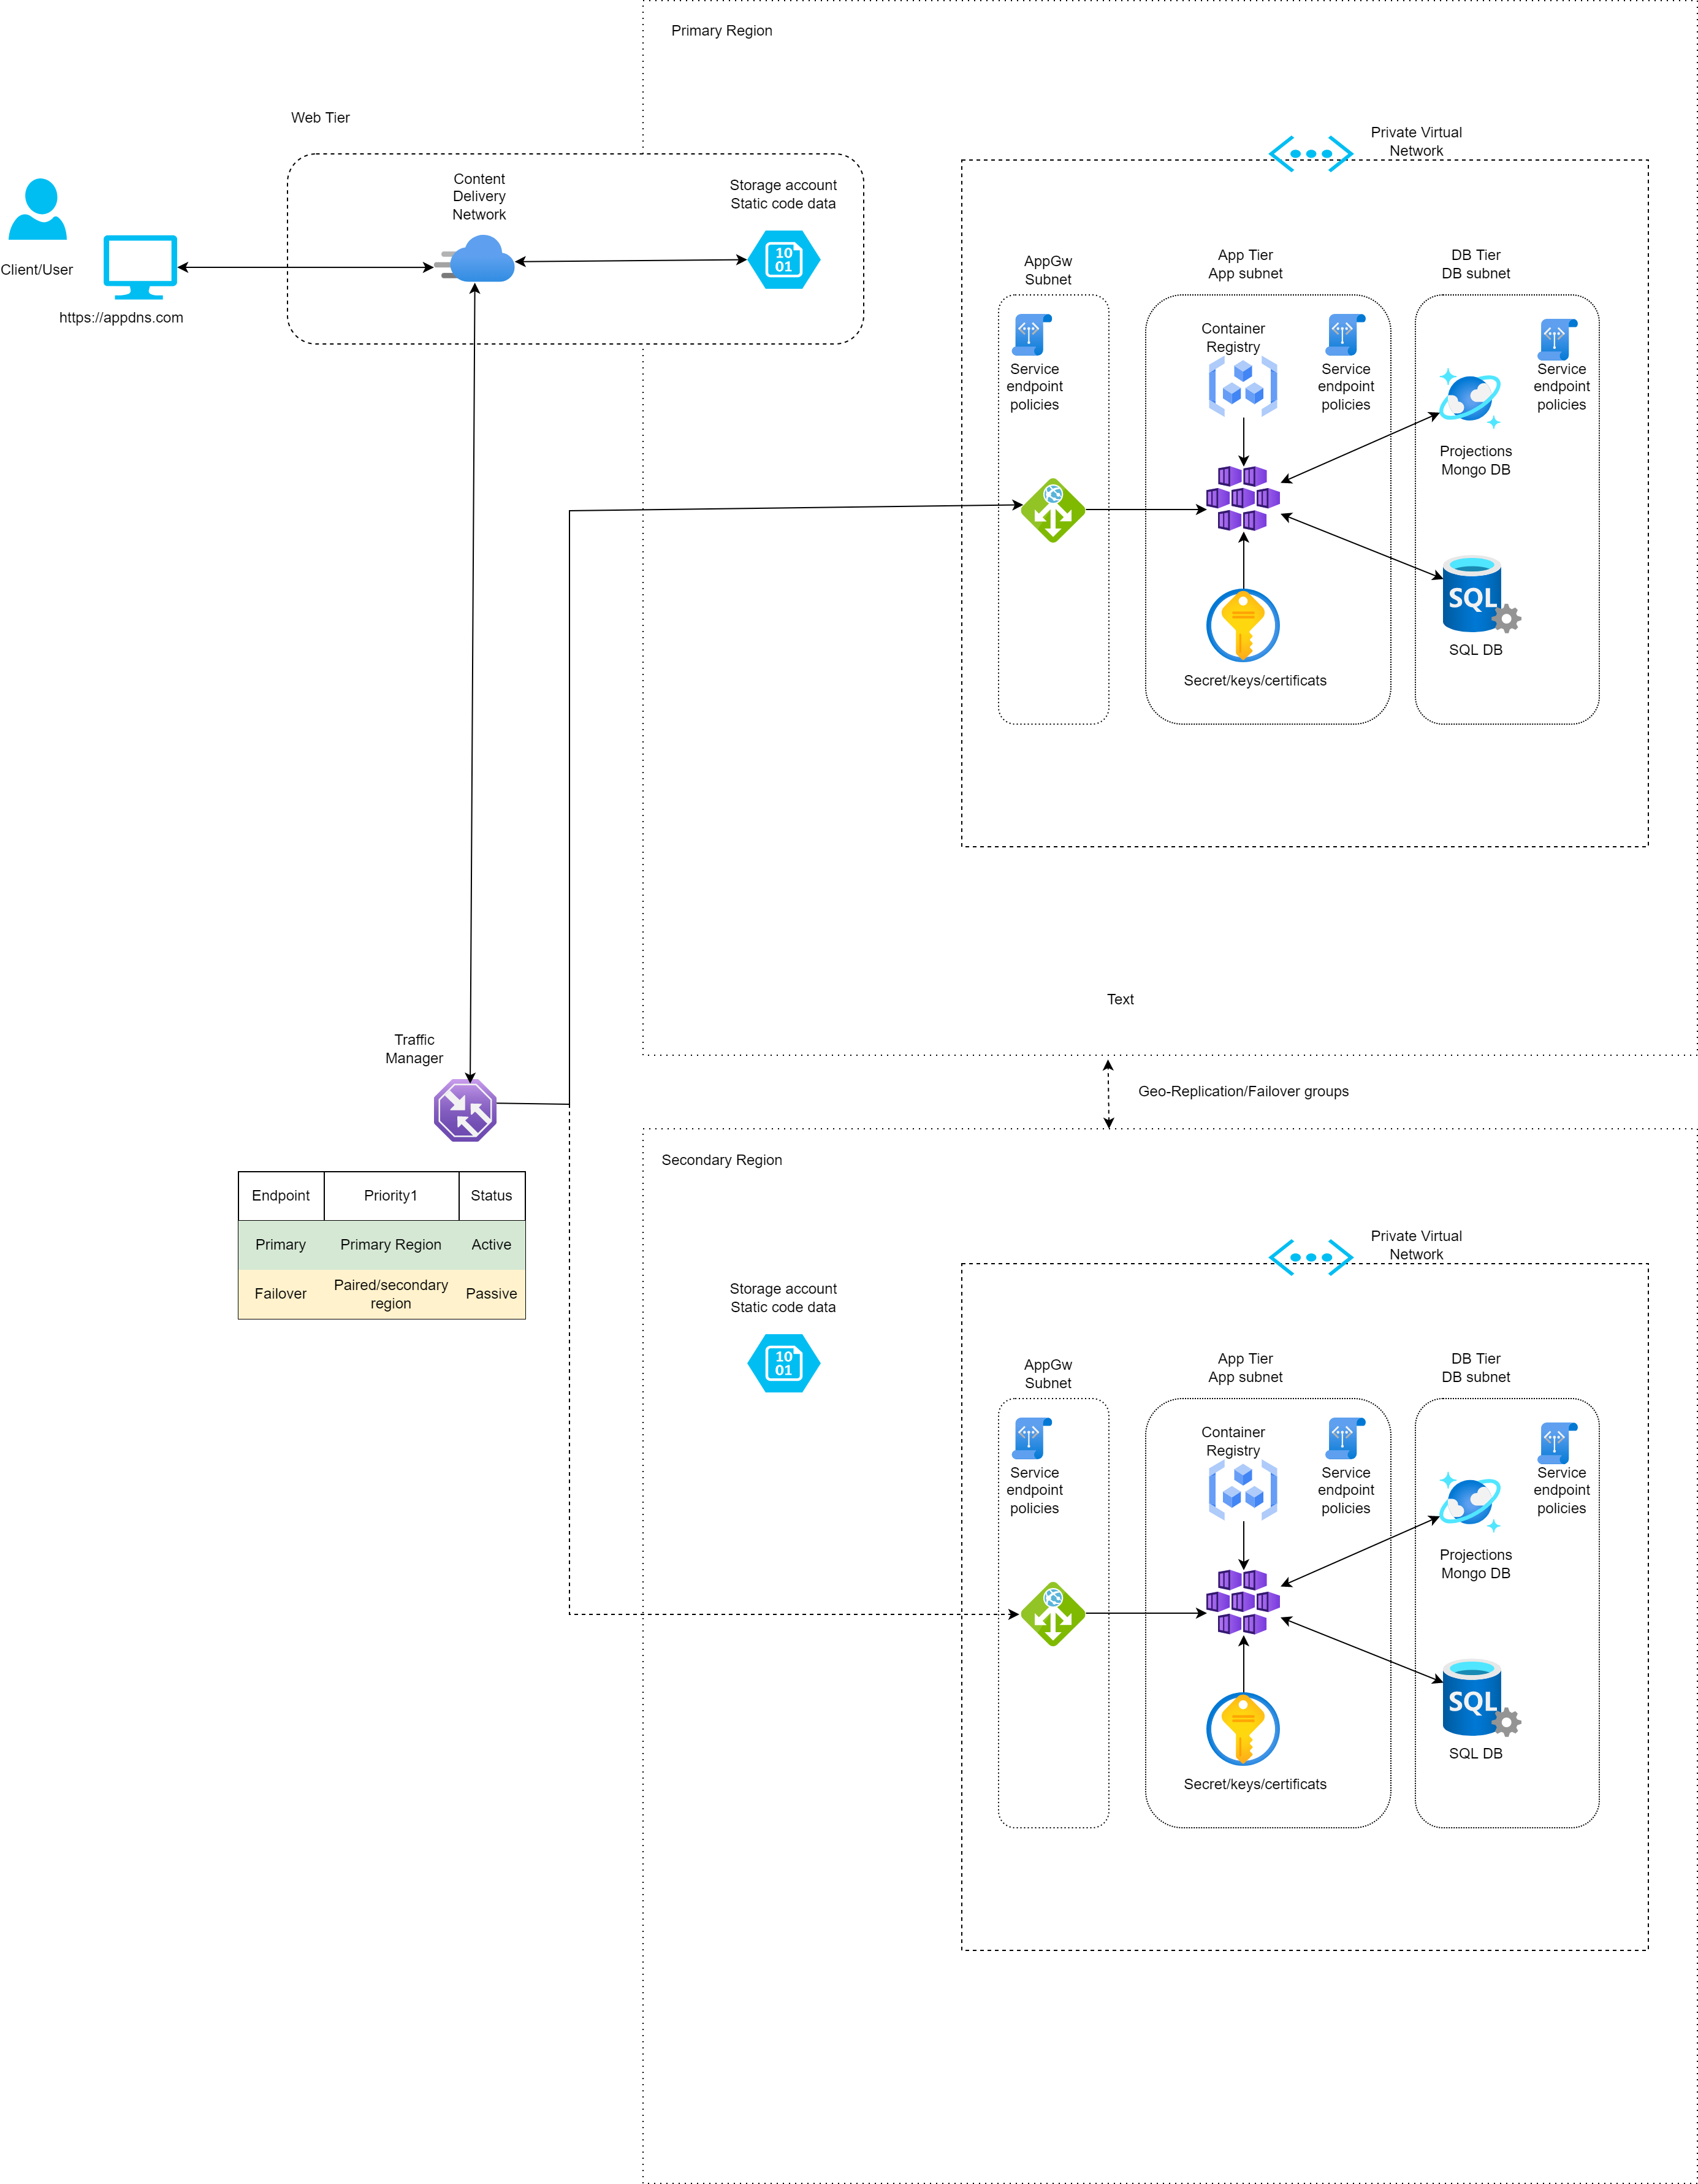 Primary Region
Web Tier
Private Virtual
Network
Content
Delivery
Network
Storage account
Static code data
Client/User
https://appdns.com
10
01
AppGw
Subnet
App Tier
App subnet
DB Tier
DB subnet
Service
endpoint
policies
Container
Registry
Service
endpoint
policies
Service
endpoint
policies
Projections
Mongo DB
SQL
SQL DB
Secret/keys/certificats
Text
Traffic
Manager
Geo-Replication/Failover groups
Secondary Region
Endpoint Priority1 Status
Primary Primary Region Active
Failover Paired/secondary
region Passive
Private Virtual
Network
Storage account
Static code data
10
01
AppGw
Subnet
App Tier
App subnet
DB Tier
DB subnet
Service
endpoint
policies
Container
Registry
Service
endpoint
policies
Service
endpoint
policies
Projections
Mongo DB
SQL
SQL DB
Secret/keys/certificats